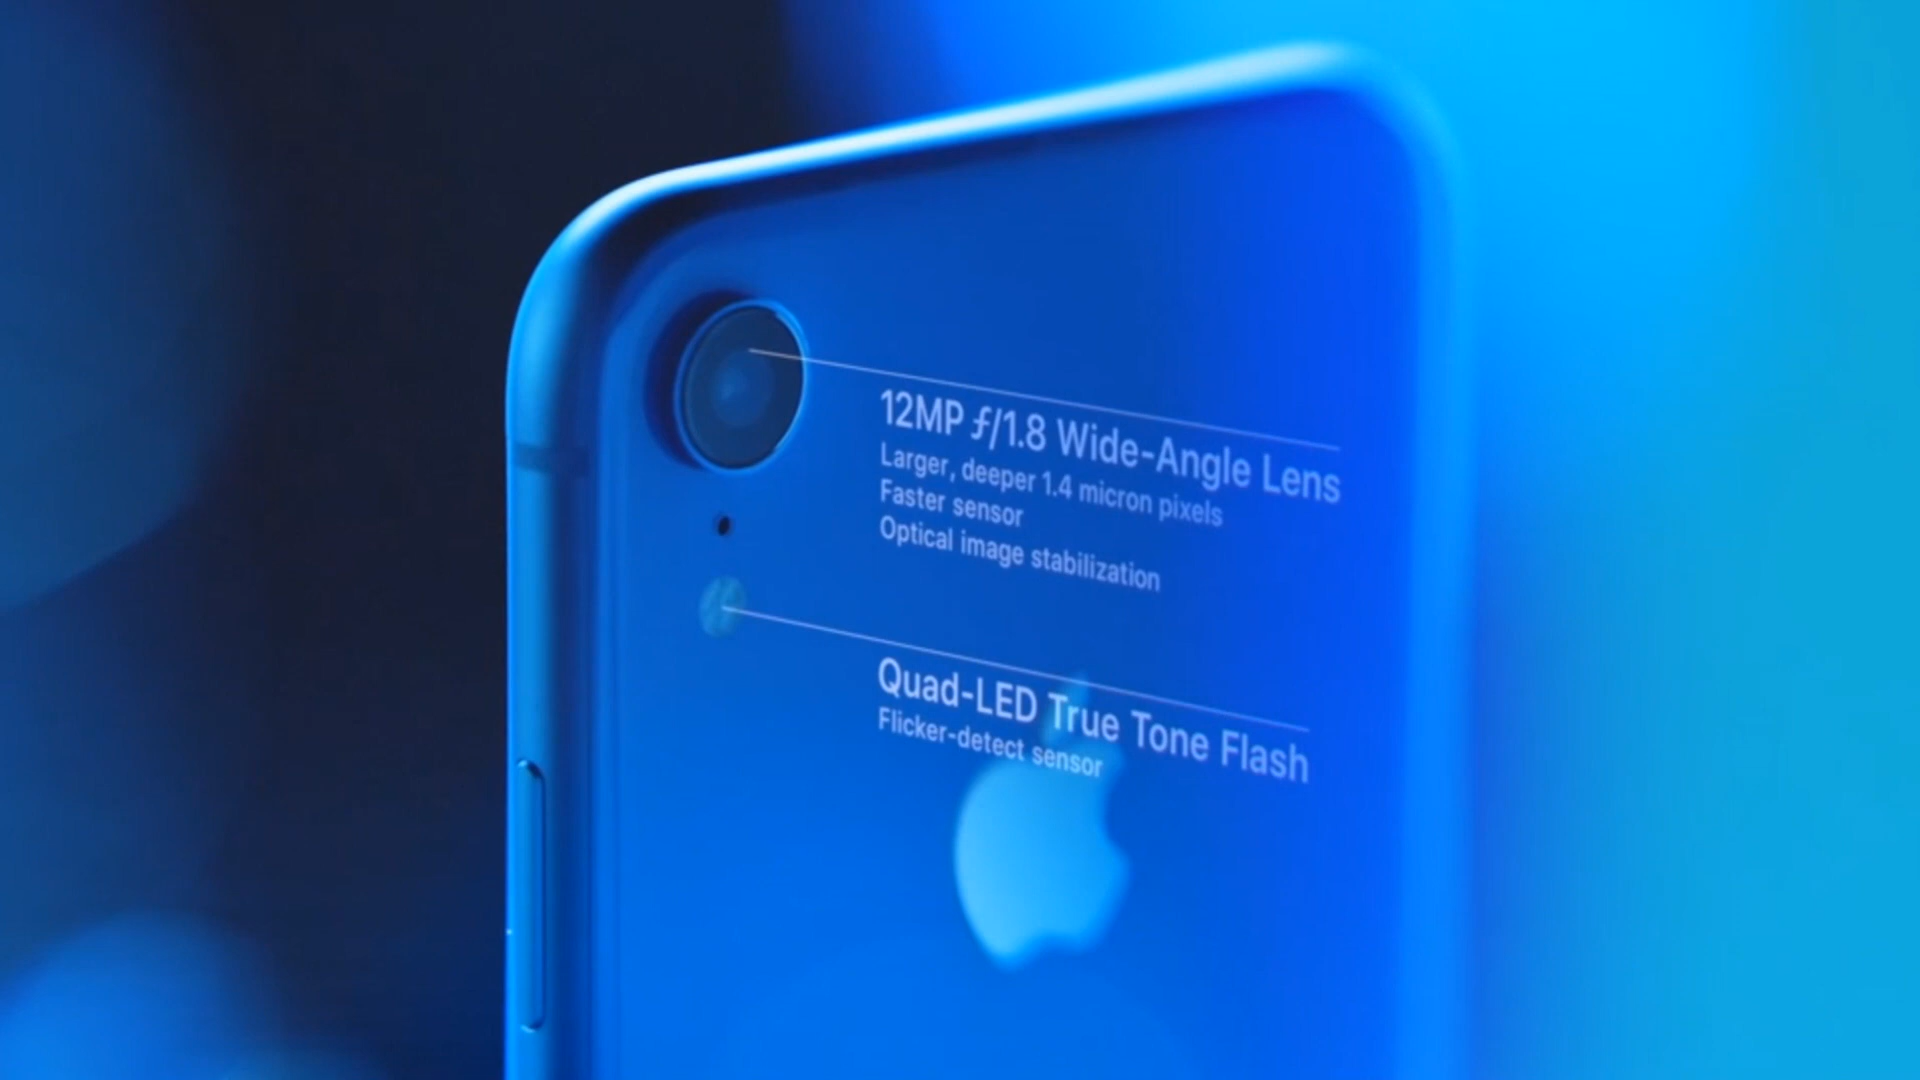 12MP ƒ/1.8 Wide-Angle Lens
Larger, deeper 1.4 micron pixels
Faster sensor
Optical image stabilization
Quad-LED True Tone Flash
Flicker-detect sensor